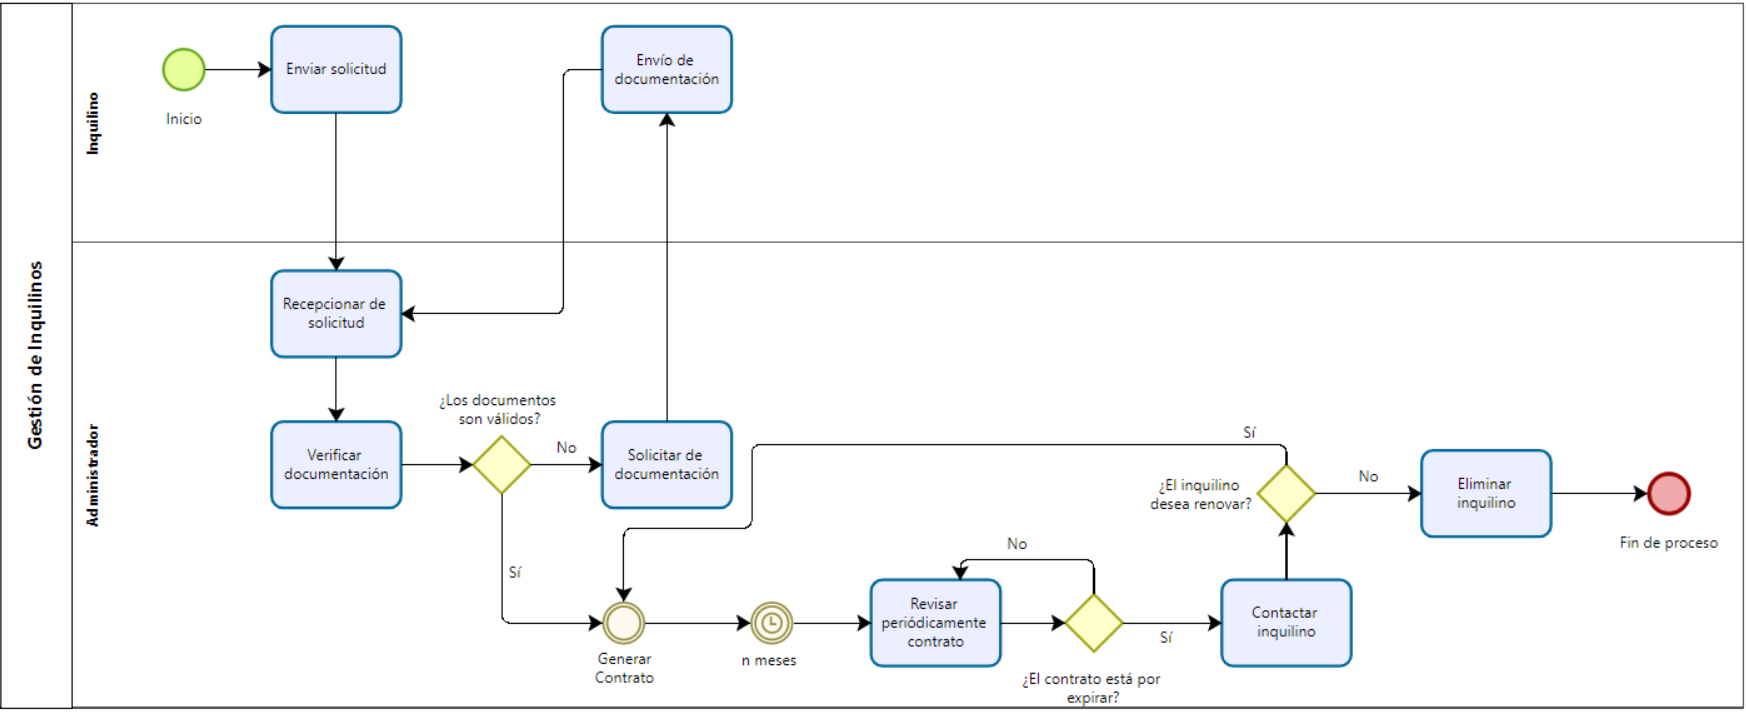 Gestión de Inquilinos
Inquilino
Inicio
Enviar solicitud
Envío de
documentación
Administrador
Recepcionar de
solicitud
Verificar
documentación
¿Los documentos
son válidos?
No
Sí
Solicitar de
documentación
Generar
Contrato
n meses
Revisar
periódicamente
contrato
No
¿El contrato está por
expirar?
Sí
Contactar
inquilino
¿El inquilino
desea renovar?
Sí
No
Eliminar
inquilino
Fin de proceso